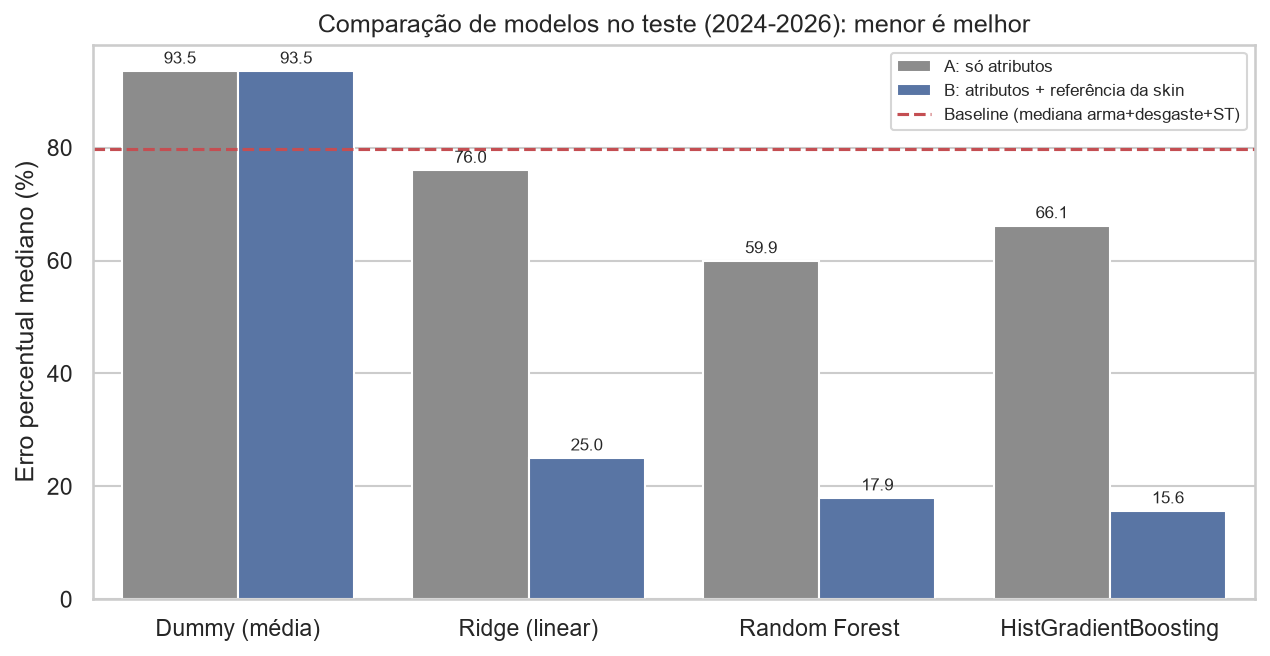 Comparação de modelos no teste (2024-2026): menor é melhor
A: só atributos
B: atributos + referência da skin
Baseline (mediana arma+desgaste+ST)
Erro percentual mediano (%)
80
60
40
20
0
93.5
93.5
76.0
25.0
59.9
17.9
66.1
15.6
Dummy (média)
Ridge (linear)
Random Forest
HistGradientBoosting